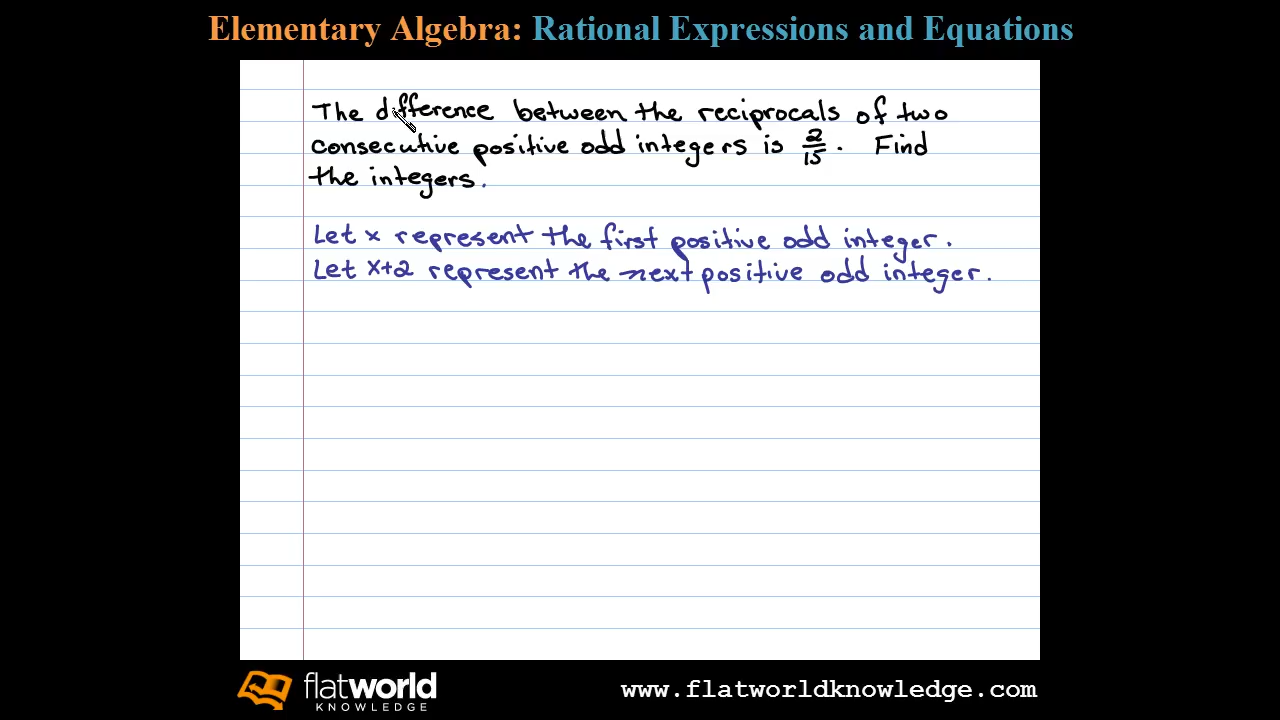 Elementary Algebra: Rational Expressions and Equations
The difference between the reciprocals of two
consecutive positive odd integers is 2/15. Find
the integers.
Let x represent the first positive odd integer.
Let x+2 represent the next positive odd integer.
flatworld
KNOWLEDGE
www.flatworldknowledge.com